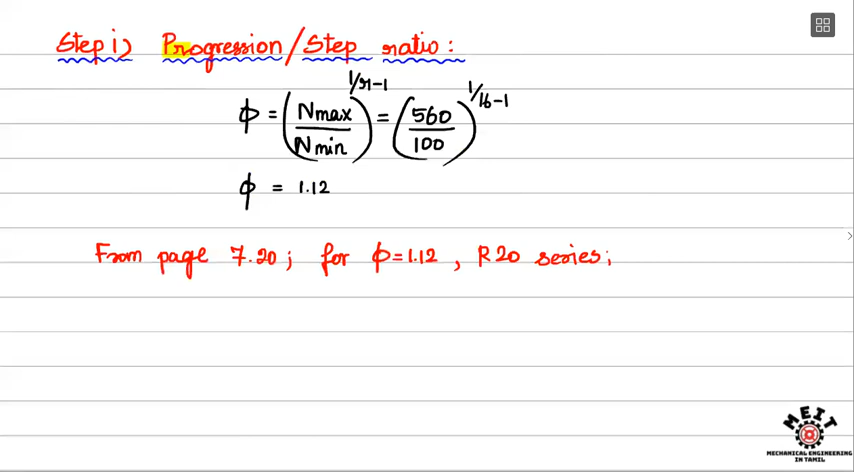 Step i) Progression/Step ratio:
ϕ = (Nmax/Nmin)^1/n-1 = (560/100)^1/16-1
ϕ = 1.12
From page 7.20; for ϕ=1.12, R20 series;
MEIT
MECHANICAL ENGINEERING
IN TAMIL